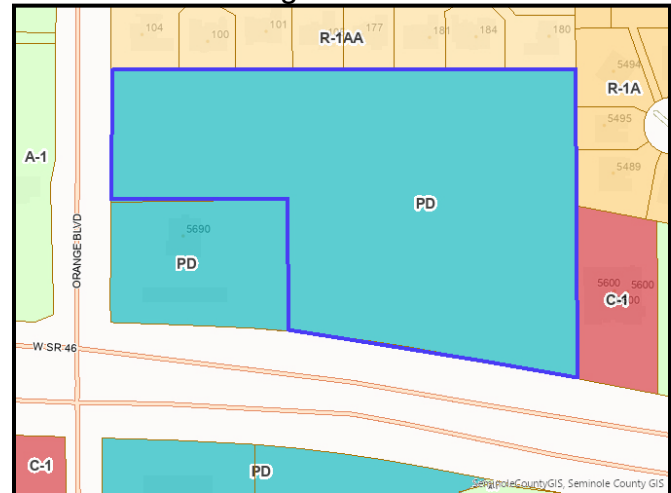 104
100
101
177
181
184
180
R-1AA
5494
R-1A
5495
5489
A-1
ORANGE BLVD
PD
5690
PD
5600
5600
C-1
W SR 46
C-1
PD
SeminoleCountyGIS, Seminole County GIS